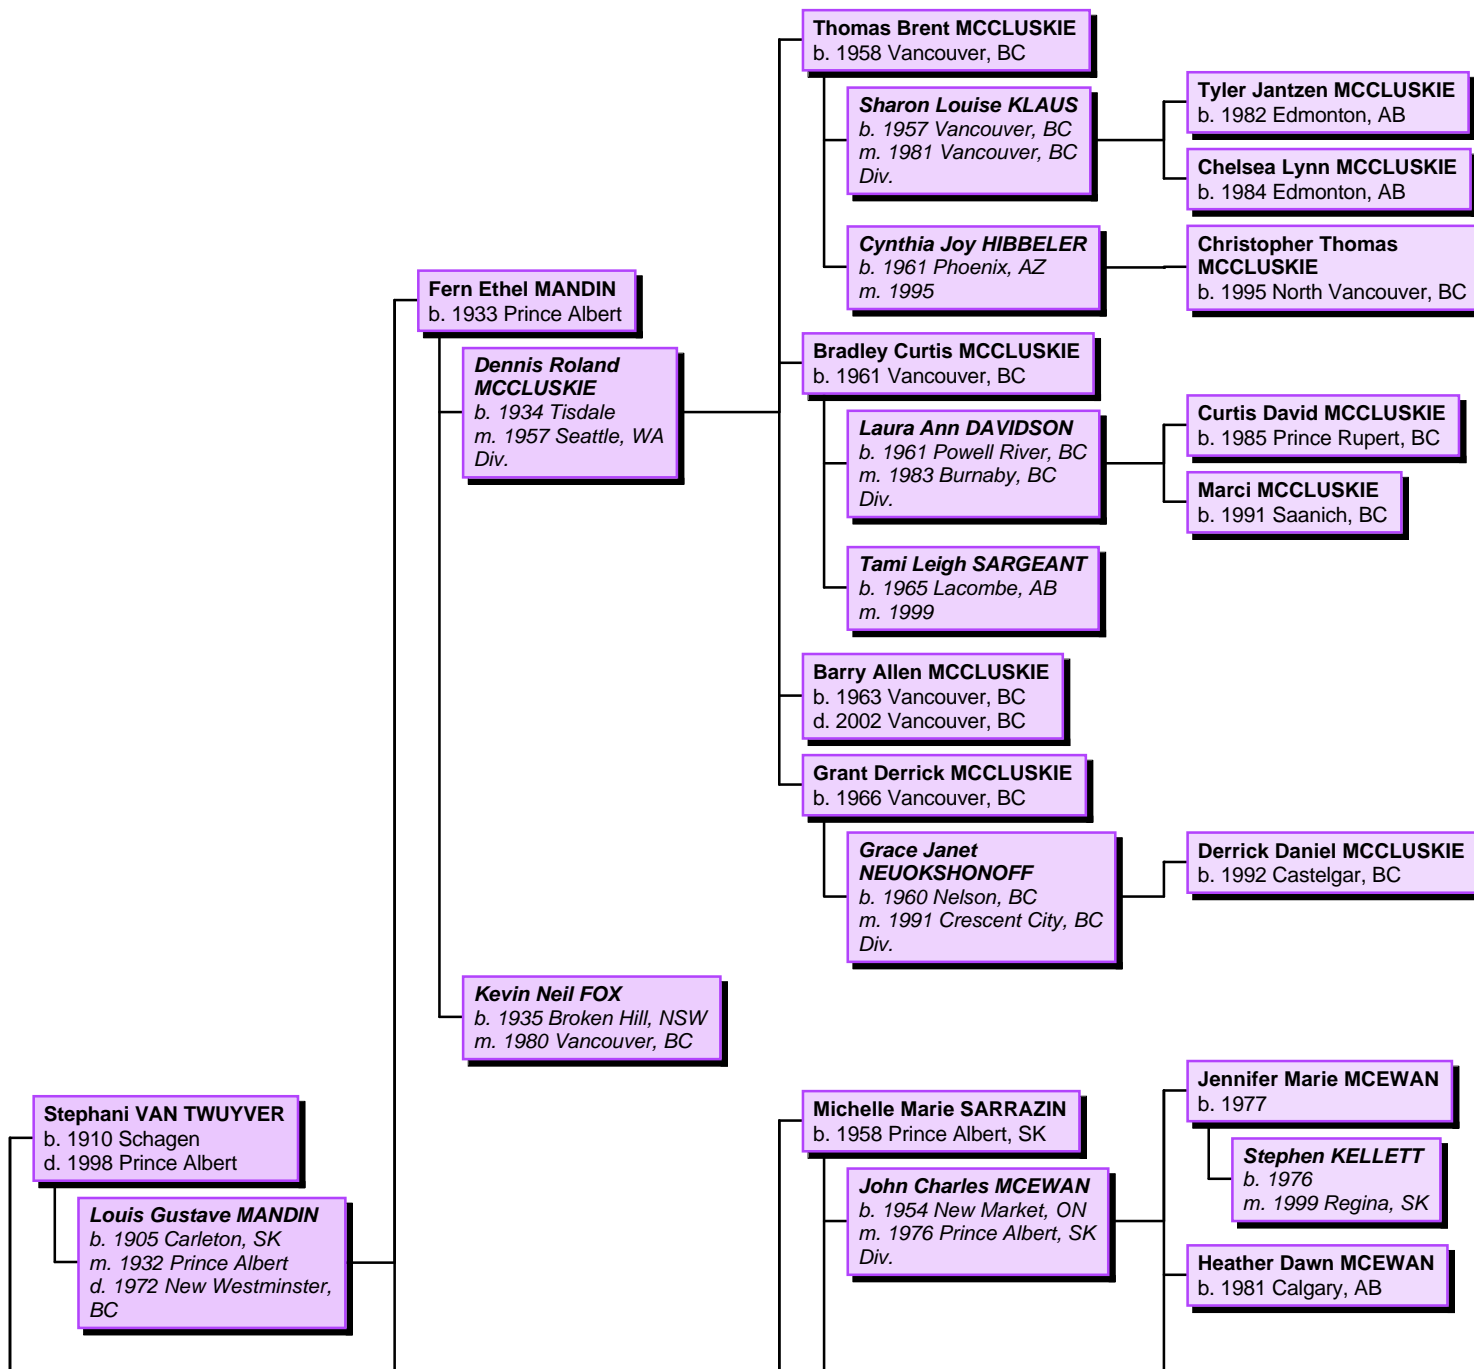 Thomas Brent MCCLUSKIE
b. 1958 Vancouver, BC
Sharon Louise KLAUS
b. 1957 Vancouver, BC
m. 1981 Vancouver, BC
Div.
Tyler Jantzen MCCLUSKIE
b. 1982 Edmonton, AB
Chelsea Lynn MCCLUSKIE
b. 1984 Edmonton, AB
Cynthia Joy HIBBELER
b. 1961 Phoenix, AZ
m. 1995
Christopher Thomas
MCCLUSKIE
b. 1995 North Vancouver, BC
Fern Ethel MANDIN
b. 1933 Prince Albert
Dennis Roland
MCCLUSKIE
b. 1934 Tisdale
m. 1957 Seattle, WA
Div.
Bradley Curtis MCCLUSKIE
b. 1961 Vancouver, BC
Laura Ann DAVIDSON
b. 1961 Powell River, BC
m. 1983 Burnaby, BC
Div.
Curtis David MCCLUSKIE
b. 1985 Prince Rupert, BC
Marci MCCLUSKIE
b. 1991 Saanich, BC
Tami Leigh SARGEANT
b. 1965 Lacombe, AB
m. 1999
Barry Allen MCCLUSKIE
b. 1963 Vancouver, BC
d. 2002 Vancouver, BC
Grant Derrick MCCLUSKIE
b. 1966 Vancouver, BC
Grace Janet
NEUOKSHONOFF
b. 1960 Nelson, BC
m. 1991 Crescent City, BC
Div.
Derrick Daniel MCCLUSKIE
b. 1992 Castelgar, BC
Kevin Neil FOX
b. 1935 Broken Hill, NSW
m. 1980 Vancouver, BC
Stephani VAN TWUYVER
b. 1910 Schagen
d. 1998 Prince Albert
Louis Gustave MANDIN
b. 1905 Carleton, SK
m. 1932 Prince Albert
d. 1972 New Westminster,
BC
Michelle Marie SARRAZIN
b. 1958 Prince Albert, SK
John Charles MCEWAN
b. 1954 New Market, ON
m. 1976 Prince Albert, SK
Div.
Jennifer Marie MCEWAN
b. 1977
Stephen KELLETT
b. 1976
m. 1999 Regina, SK
Heather Dawn MCEWAN
b. 1981 Calgary, AB